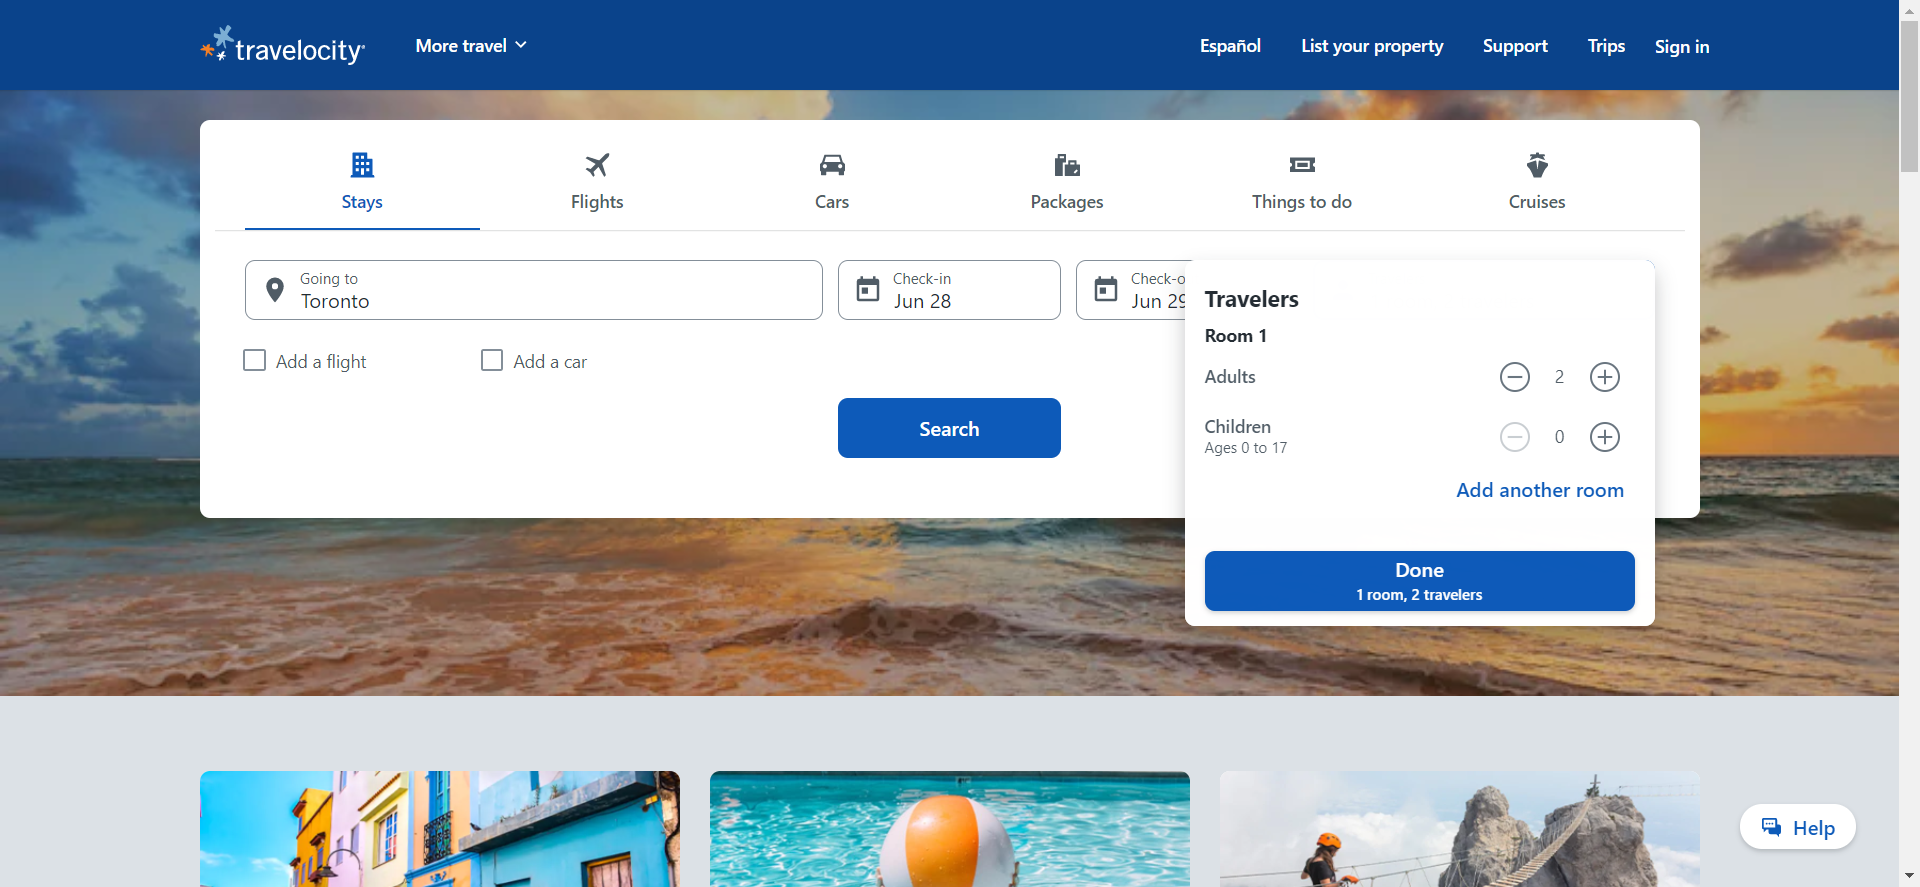 travelocity
More travel
Español
List your property
Support
Trips
Sign in
Stays
Flights
Cars
Packages
Things to do
Cruises
Going to
Toronto
Check-in
Jun 28
Check-o
Jun 29
Add a flight
Add a car
Search
Travelers
Room 1
Adults
2
Children
Ages 0 to 17
0
Add another room
Done
1 room, 2 travelers
Help